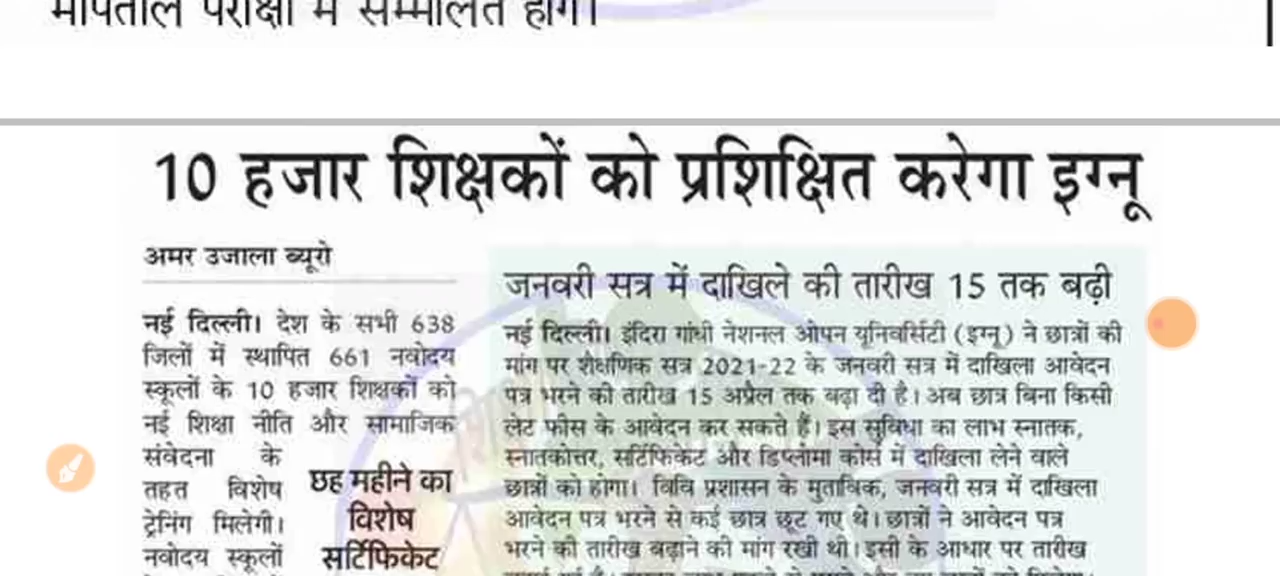 मापतौल परीक्षा में सम्मिलित होंगे।
10 हजार शिक्षकों को प्रशिक्षित करेगा इग्नू
अमर उजाला ब्यूरो
नई दिल्ली। देश के सभी 638
जिलों में स्थापित 661 नवोदय
स्कूलों के 10 हजार शिक्षकों को
नई शिक्षा नीति और सामाजिक
संवेदना के
तहत विशेष
ट्रेनिंग मिलेगी।
नवोदय स्कूलों
छह महीने का
विशेष
सर्टिफिकेट
जनवरी सत्र में दाखिले की तारीख 15 तक बढ़ी
नई दिल्ली। इंदिरा गांधी नेशनल ओपन यूनिवर्सिटी (इग्नू) ने छात्रों की
मांग पर शैक्षणिक सत्र 2021-22 के जनवरी सत्र में दाखिला आवेदन
पत्र भरने की तारीख 15 अप्रैल तक बढ़ा दी है। अब छात्र बिना किसी
लेट फीस के आवेदन कर सकते हैं। इस सुविधा का लाभ स्नातक,
स्नातकोत्तर, सर्टिफिकेट और डिप्लोमा कोर्स में दाखिला लेने वाले
छात्रों को होगा। विवि प्रशासन के मुताबिक, जनवरी सत्र में दाखिला
आवेदन पत्र भरने से कई छात्र छूट गए थे। छात्रों ने आवेदन पत्र
भरने की तारीख बढ़ाने की मांग रखी थी। इसी के आधार पर तारीख